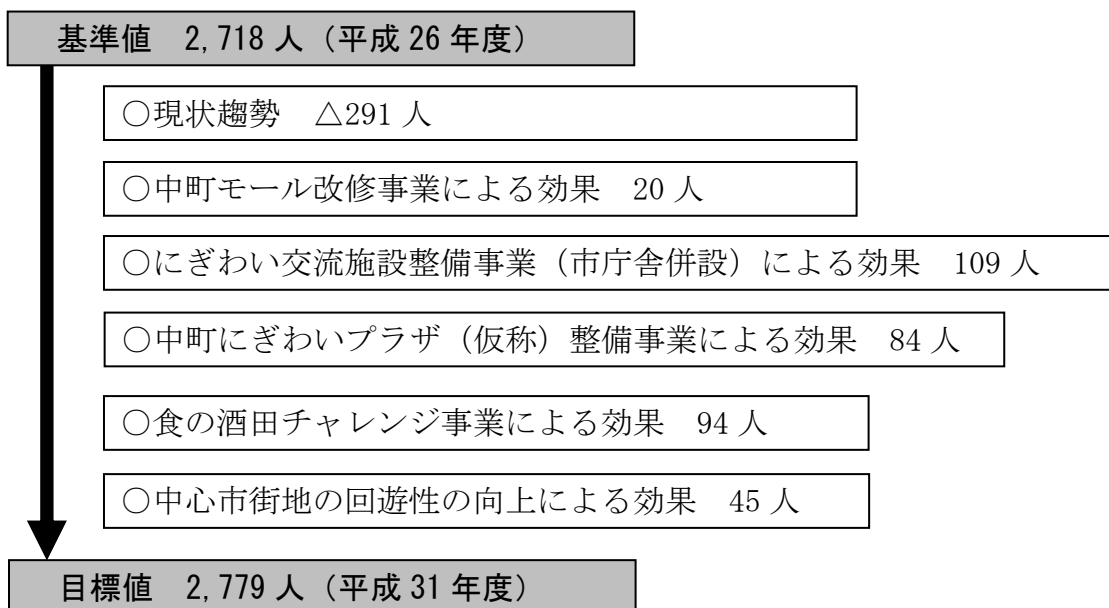 基準値　2,718 人（平成 26 年度）
○現状趨勢　△291 人
○中町モール改修事業による効果　20 人
○にぎわい交流施設整備事業（市庁舎併設）による効果　109 人
○中町にぎわいプラザ（仮称）整備事業による効果　84 人
○食の酒田チャレンジ事業による効果　94 人
○中心市街地の回遊性の向上による効果　45 人
目標値　2,779 人（平成 31 年度）